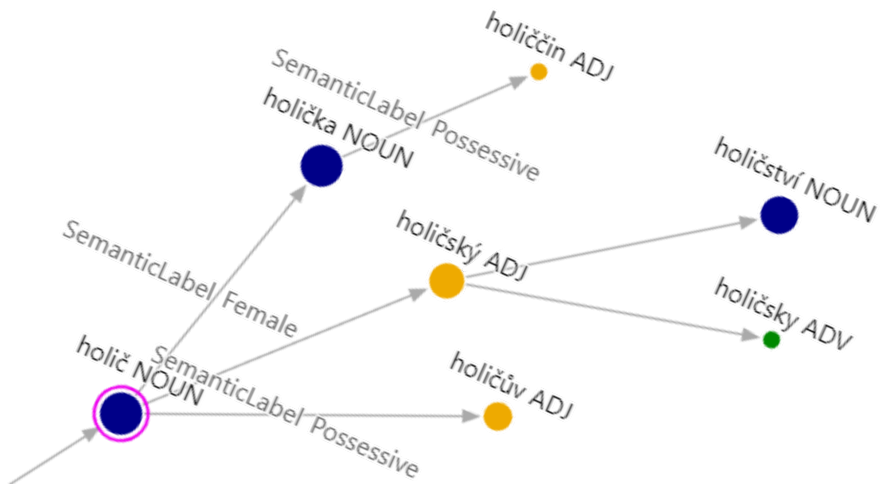 holiččin ADJ
SemanticLabel Possessive
holička NOUN
holičství NOUN
holičský ADJ
SemanticLabel Female
holičsky ADV
holič NOUN
SemanticLabel Possessive
holičův ADJ